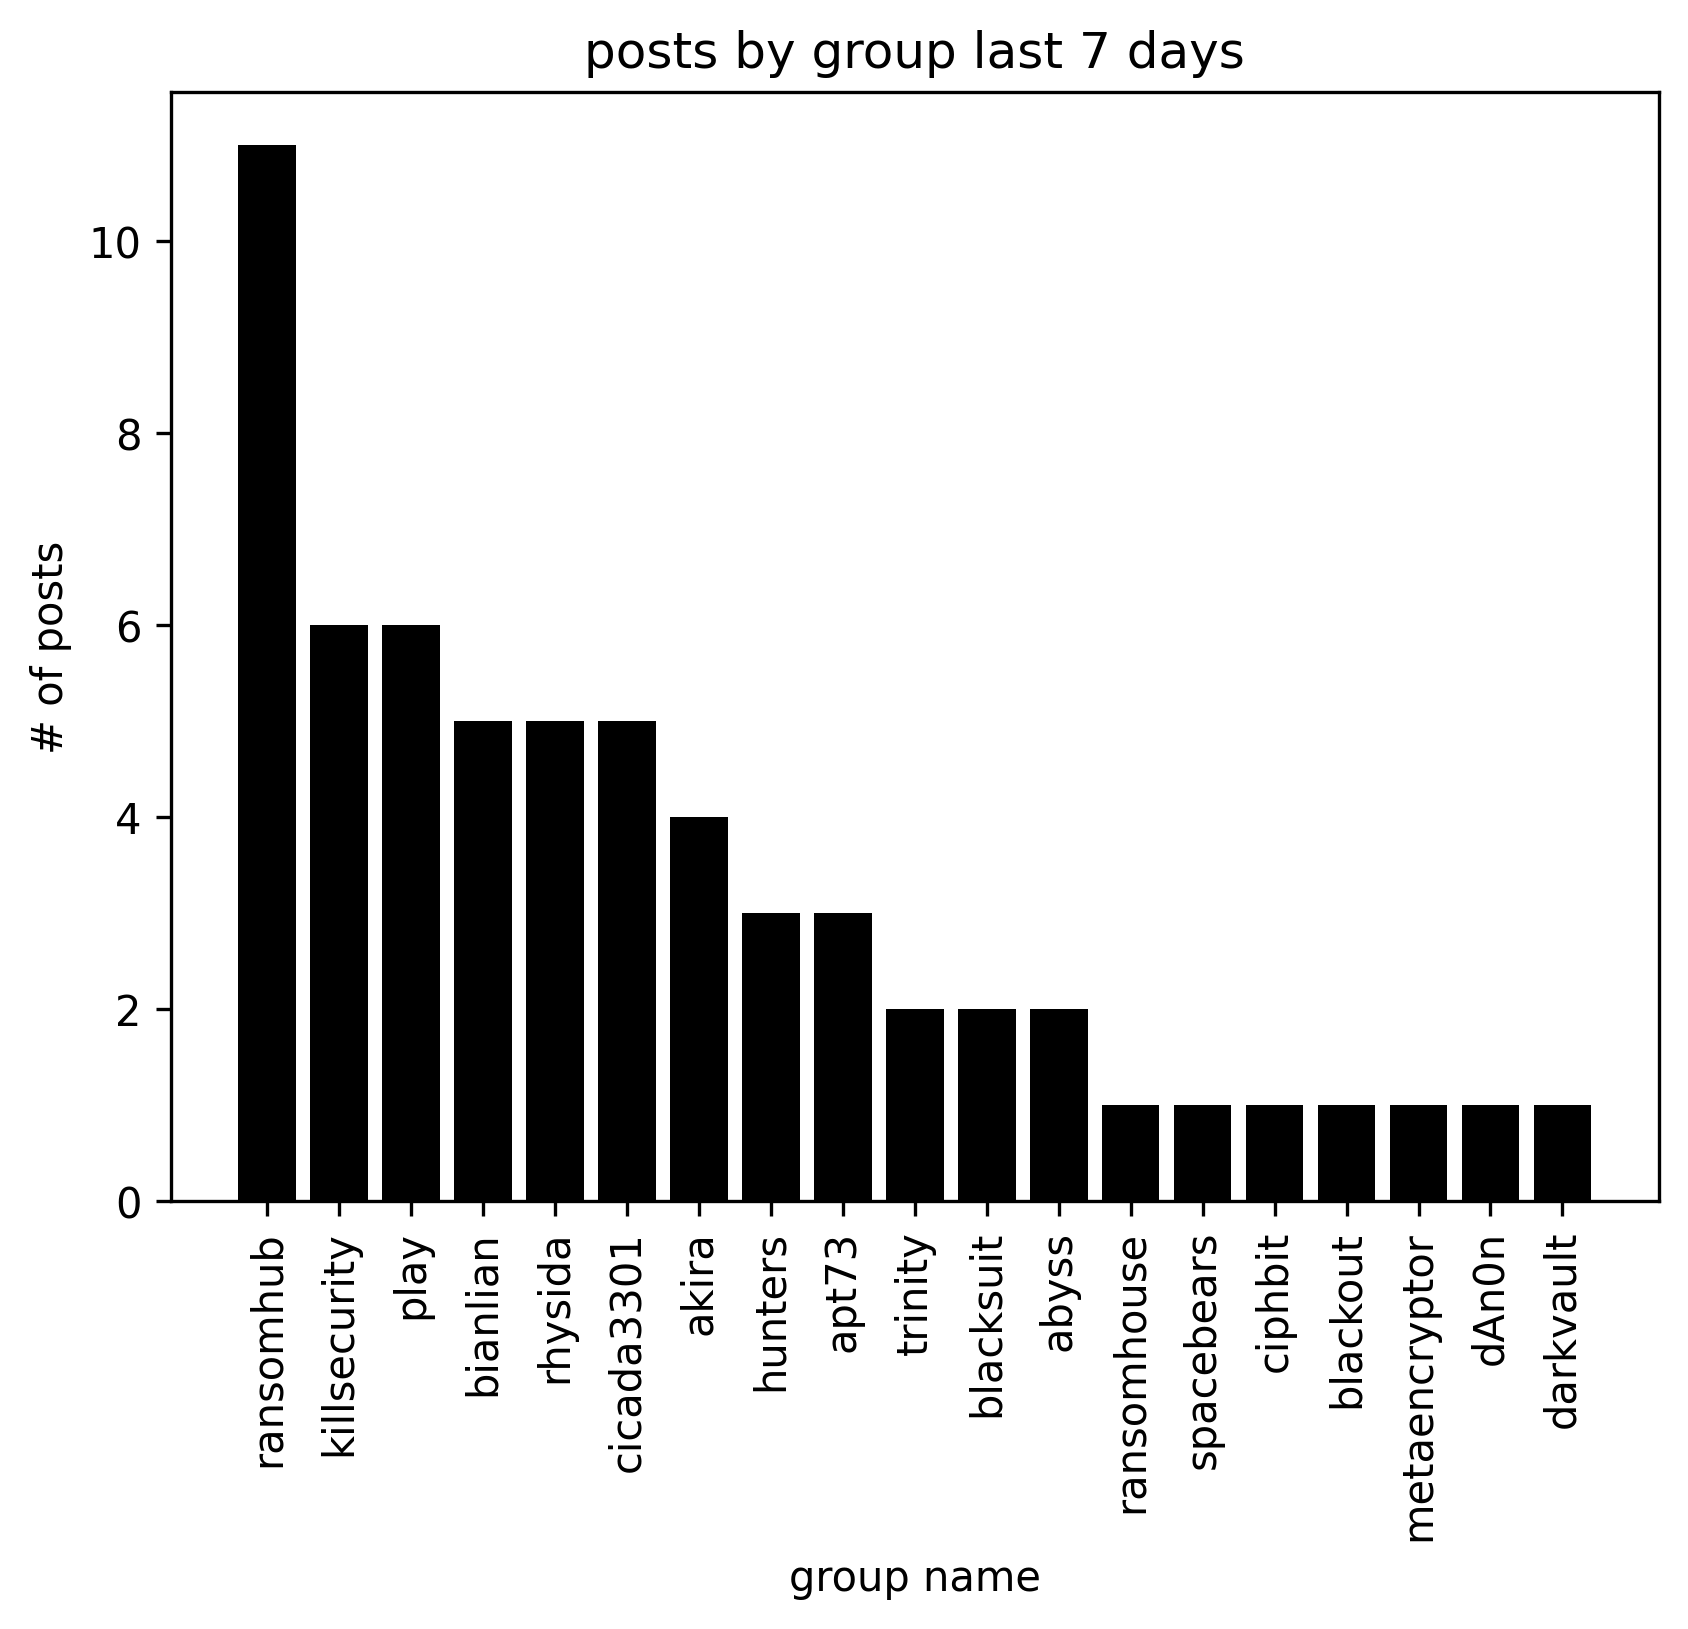 posts by group last 7 days
# of posts
10
8
6
4
2
0
ransomhub
killsecurity
play
bianlian
rhysida
cicada3301
akira
hunters
apt73
trinity
blacksuit
abyss
ransomhouse
spacebears
ciphbit
blackout
metaencryptor
dAn0n
darkvault
group name